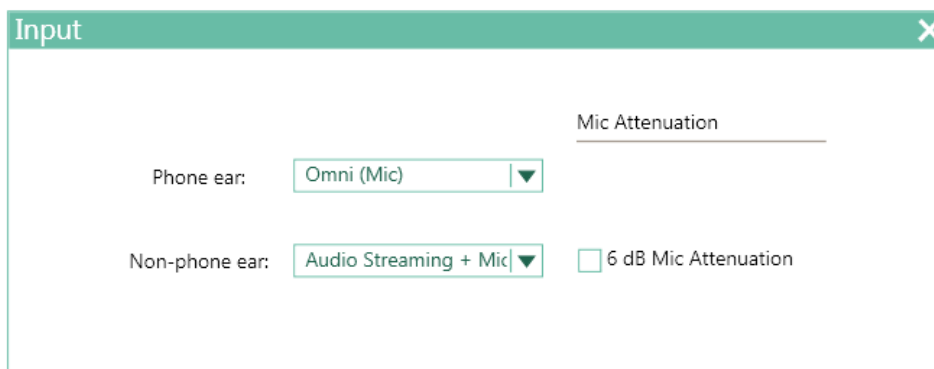 Input
Mic Attenuation
Phone ear: Omni (Mic)
Non-phone ear: Audio Streaming + Mic 6 dB Mic Attenuation